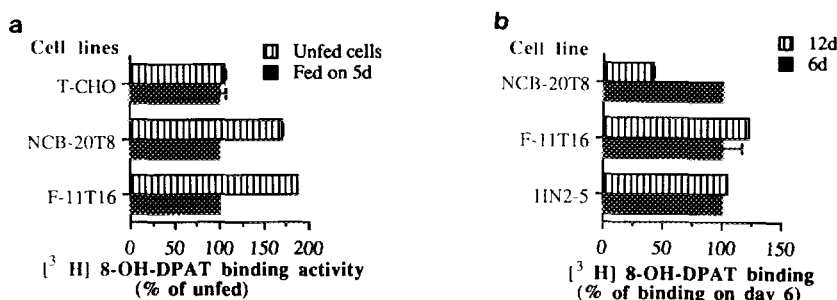 a
Cell lines
Unfed cells
Fed on 5d
T-CHO
NCB-20T8
F-11T16
0 50 75 100 150 200
[³ H] 8-OH-DPAT binding activity
(% of unfed)
b
Cell line
12d
6d
NCB-20T8
F-11T16
HN2-5
0 50 100 150
[³ H] 8-OH-DPAT binding
(% of binding on day 6)